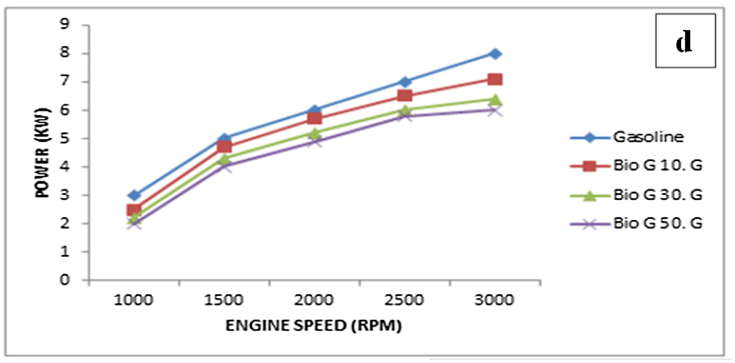 d
9
8
7
6
5
4
3
2
1
0
POWER (KW)
1000 1500 2000 2500 3000
ENGINE SPEED (RPM)
Gasoline
Bio G 10. G
Bio G 30. G
Bio G 50. G